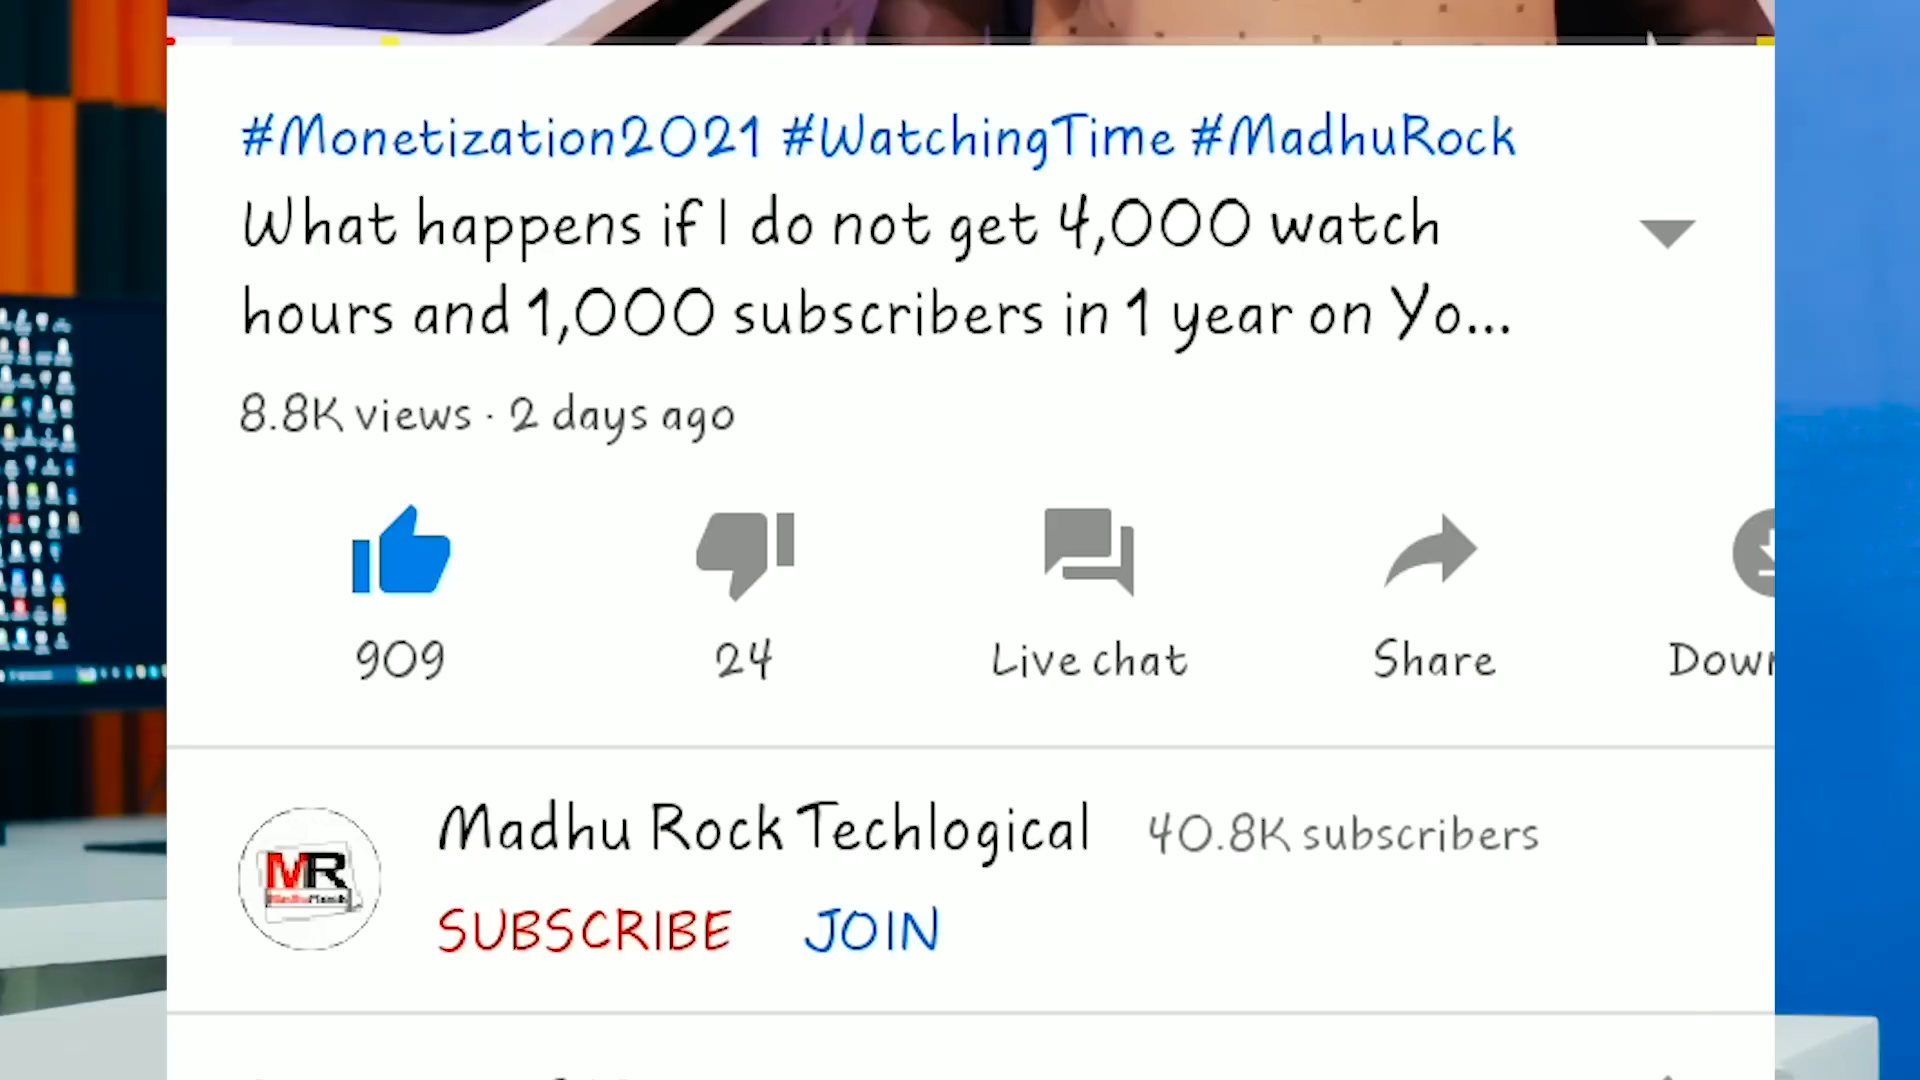 #Monetization2021 #WatchingTime #MadhuRock
What happens if I do not get 4,000 watch
hours and 1,000 subscribers in 1 year on Yo...
8.8K views · 2 days ago
909
24
Live chat
Share
Down
Madhu Rock Techlogical
40.8K subscribers
MR
SUBSCRIBE
JOIN